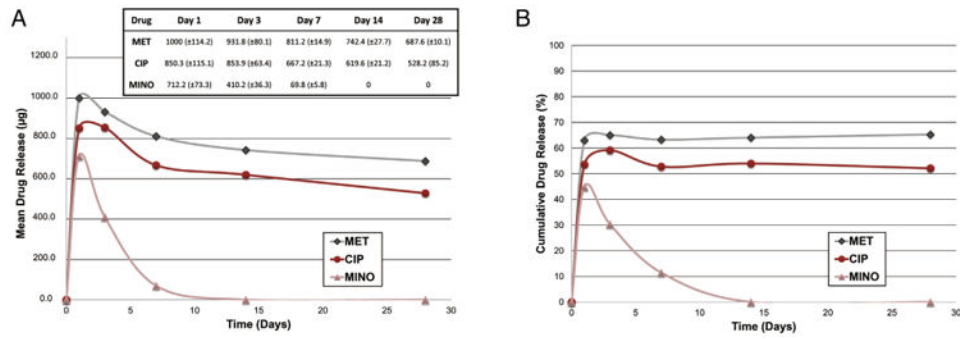 A
Drug Day 1 Day 3 Day 7 Day 14 Day 28
MET 1000 (±114.2) 931.8 (±80.1) 811.2 (±14.9) 742.4 (±27.7) 687.6 (±10.1)
CIP 850.3 (±115.1) 853.9 (±63.4) 667.2 (±21.3) 619.6 (±21.2) 528.2 (85.2)
MINO 712.2 (±73.3) 410.2 (±36.3) 69.8 (±5.8) 0 0
Mean Drug Release (µg)
1200.0
1000.0
800.0
600.0
400.0
200.0
0.0
0 5 10 15 20 25 30
Time (Days)
MET
CIP
MINO
B
Cumulative Drug Release (%)
100
90
80
70
60
50
40
30
20
10
0
0 5 10 15 20 25 30
Time (Days)
MET
CIP
MINO